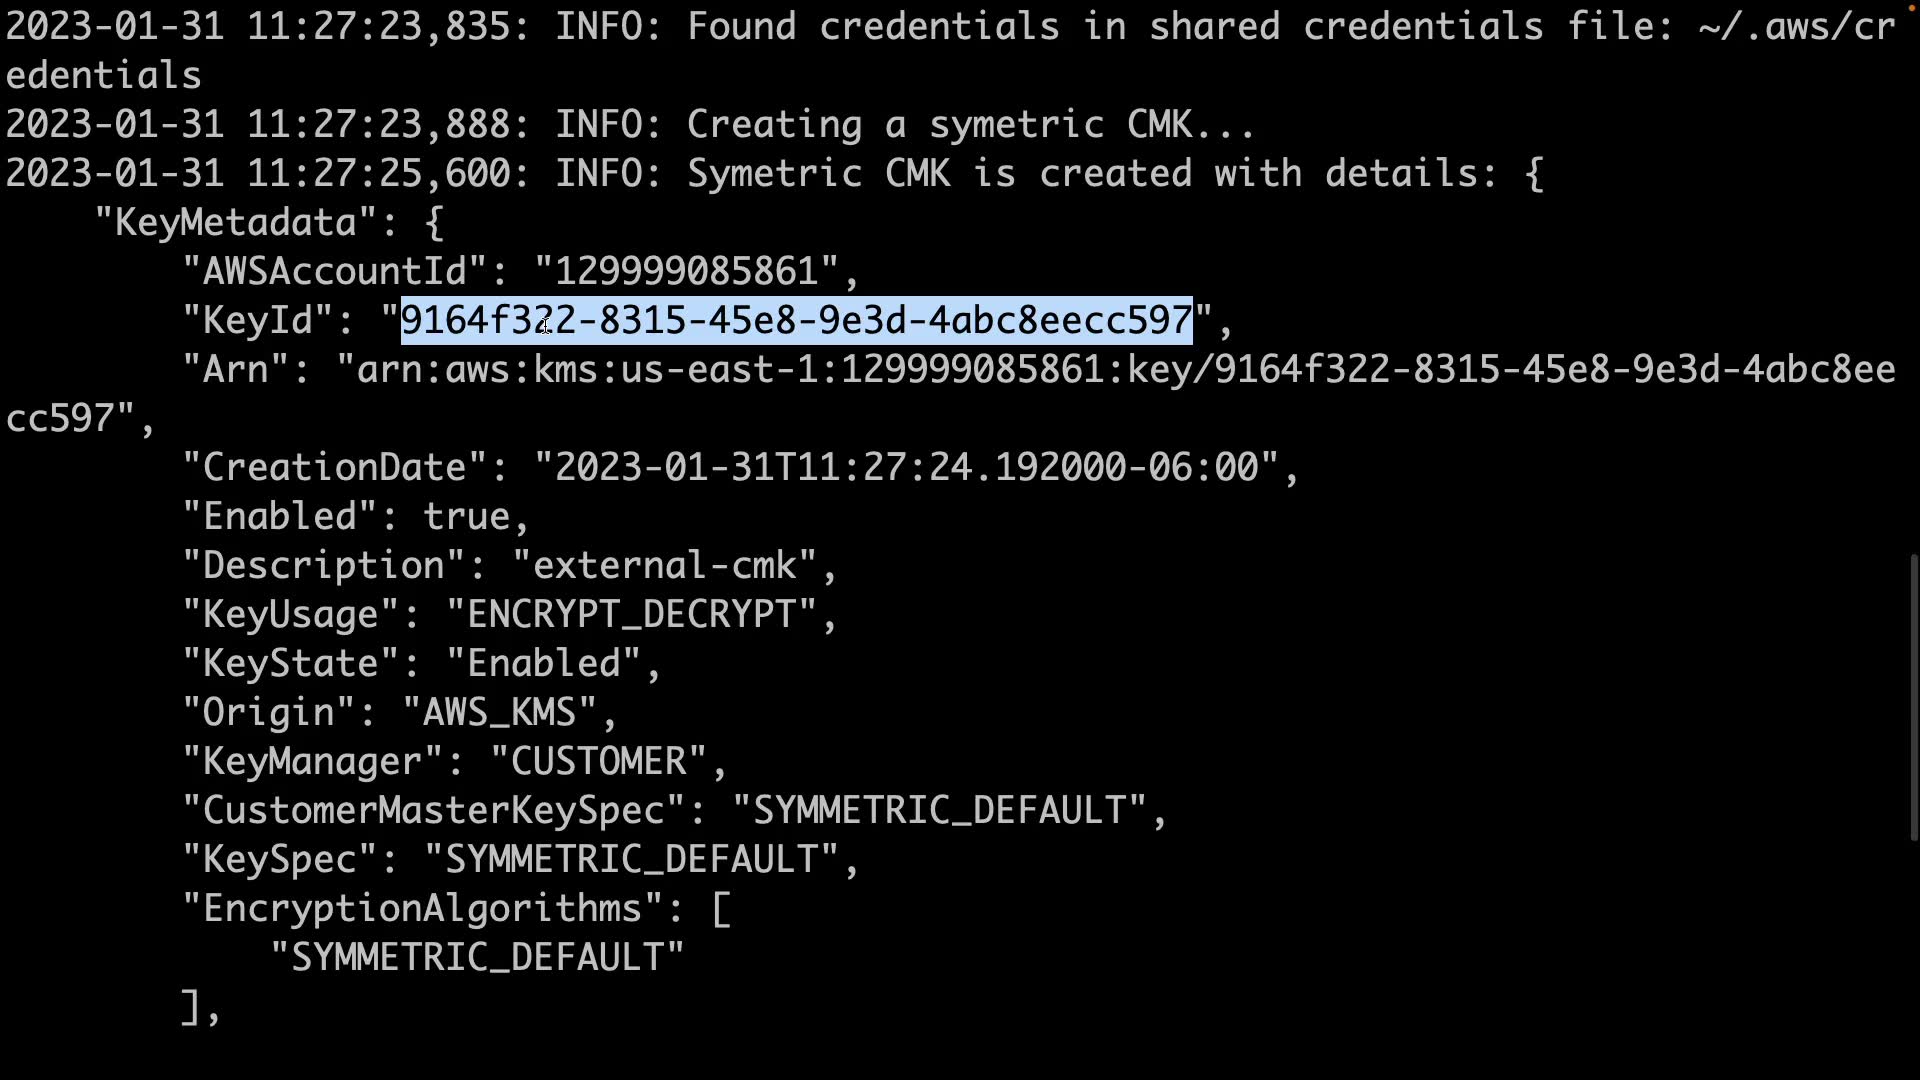 2023-01-31 11:27:23,835: INFO: Found credentials in shared credentials file: ~/.aws/cr
edentials
2023-01-31 11:27:23,888: INFO: Creating a symetric CMK...
2023-01-31 11:27:25,600: INFO: Symetric CMK is created with details: {
    "KeyMetadata": {
        "AWSAccountId": "129999085861",
        "KeyId": "9164f322-8315-45e8-9e3d-4abc8eecc597",
        "Arn": "arn:aws:kms:us-east-1:129999085861:key/9164f322-8315-45e8-9e3d-4abc8ee
cc597",
        "CreationDate": "2023-01-31T11:27:24.192000-06:00",
        "Enabled": true,
        "Description": "external-cmk",
        "KeyUsage": "ENCRYPT_DECRYPT",
        "KeyState": "Enabled",
        "Origin": "AWS_KMS",
        "KeyManager": "CUSTOMER",
        "CustomerMasterKeySpec": "SYMMETRIC_DEFAULT",
        "KeySpec": "SYMMETRIC_DEFAULT",
        "EncryptionAlgorithms": [
            "SYMMETRIC_DEFAULT"
        ],